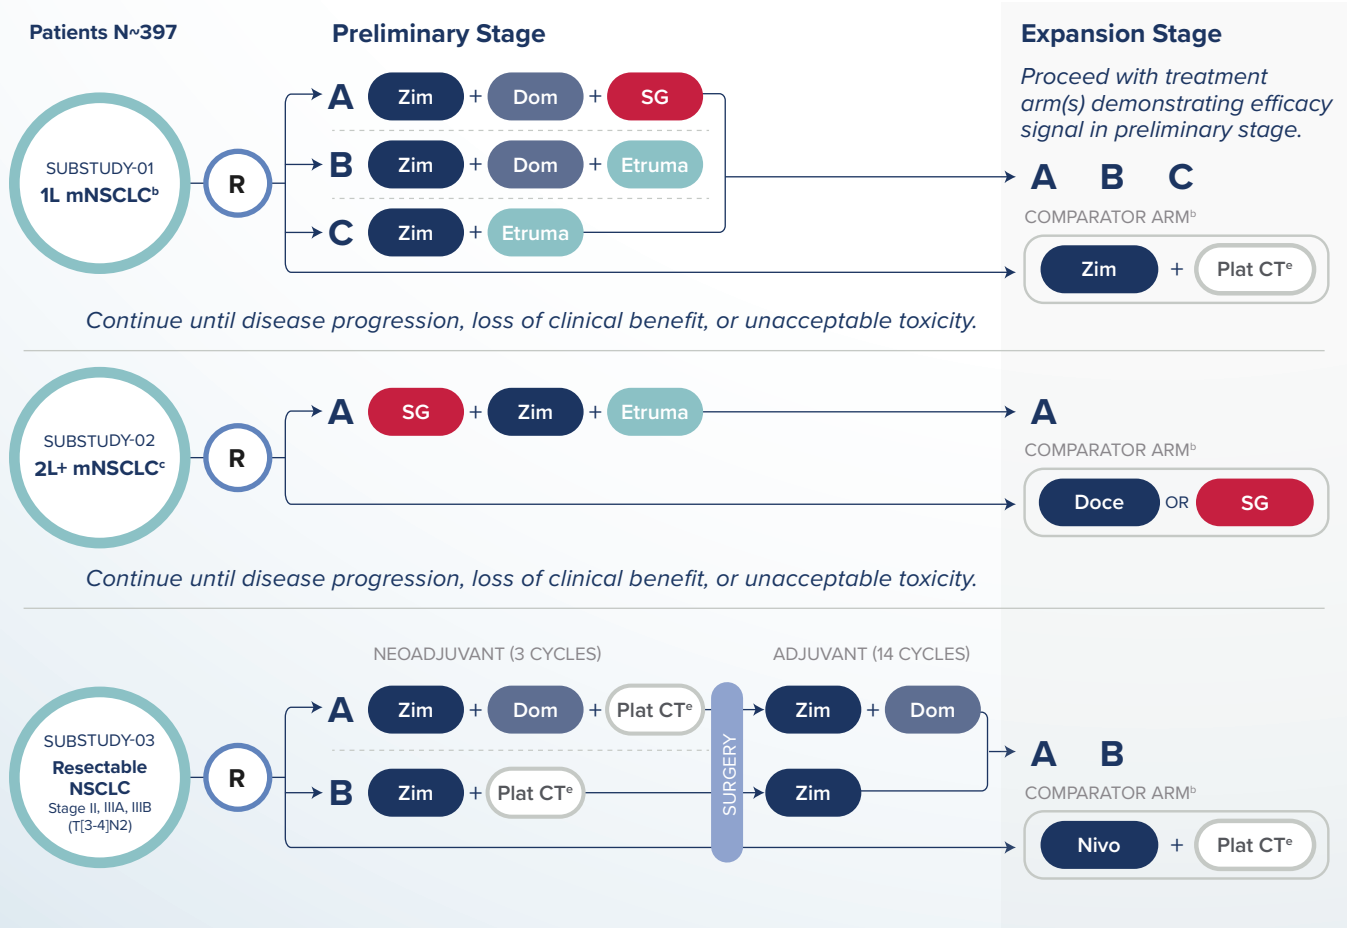 Patients N~397
Preliminary Stage
Expansion Stage
Proceed with treatment
arm(s) demonstrating efficacy
signal in preliminary stage.
SUBSTUDY-01
1L mNSCLCᵇ
R
A Zim + Dom + SG
B Zim + Dom + Etruma
C Zim + Etruma
A B C
COMPARATOR ARMᵇ
Zim + Plat CTᵉ
Continue until disease progression, loss of clinical benefit, or unacceptable toxicity.
SUBSTUDY-02
2L+ mNSCLCᶜ
R
A SG + Zim + Etruma
A
COMPARATOR ARMᵇ
Doce OR SG
Continue until disease progression, loss of clinical benefit, or unacceptable toxicity.
NEOADJUVANT (3 CYCLES)
ADJUVANT (14 CYCLES)
SUBSTUDY-03
Resectable
NSCLC
Stage II, IIIA, IIIB
(T[3-4]N2)
R
A Zim + Dom + Plat CTᵉ
B Zim + Plat CTᵉ
SURGERY
Zim + Dom
Zim
A B
COMPARATOR ARMᵇ
Nivo + Plat CTᵉ